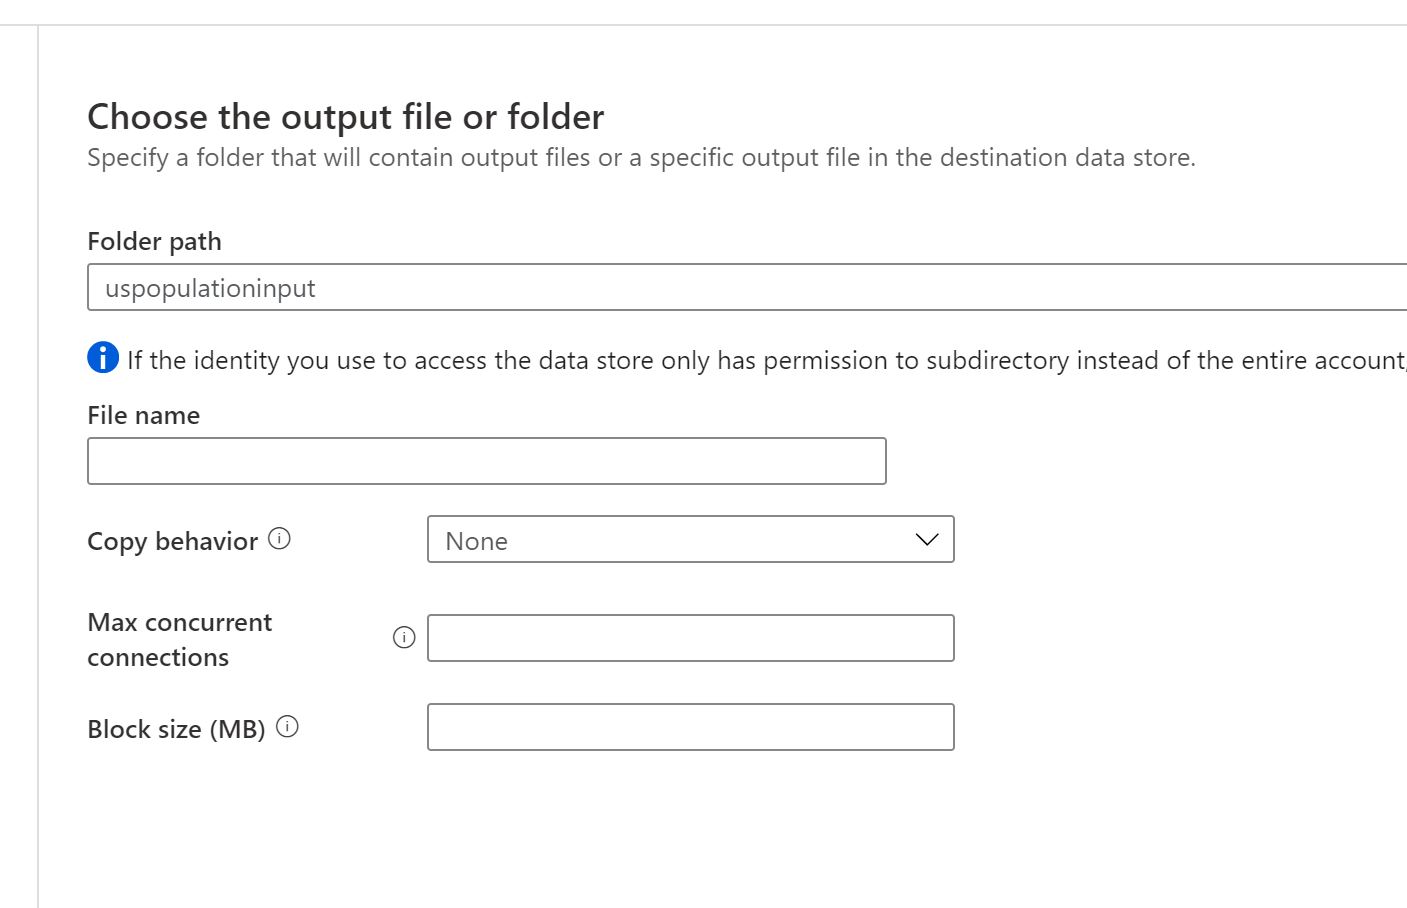 Choose the output file or folder
Specify a folder that will contain output files or a specific output file in the destination data store.
Folder path
uspopulationinput
If the identity you use to access the data store only has permission to subdirectory instead of the entire account,
File name
Copy behavior
None
Max concurrent
connections
Block size (MB)